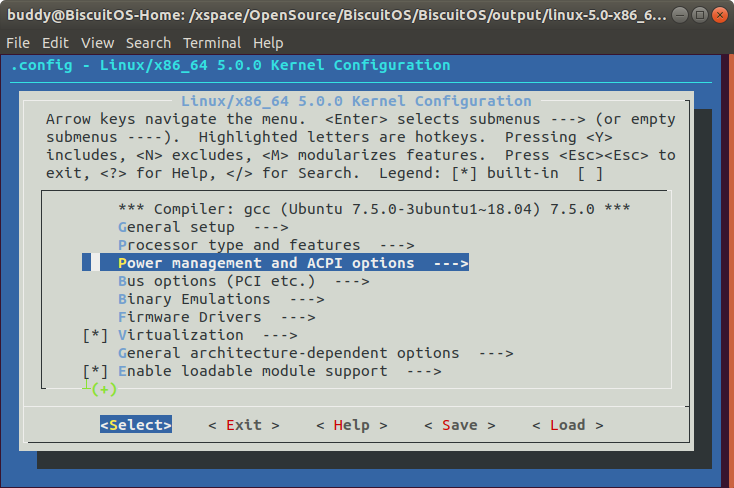 buddy@BiscuitOS-Home: /xspace/OpenSource/BiscuitOS/BiscuitOS/output/linux-5.0-x86_6...
File Edit View Search Terminal Help
.config - Linux/x86_64 5.0.0 Kernel Configuration
Linux/x86_64 5.0.0 Kernel Configuration
Arrow keys navigate the menu.  <Enter> selects submenus ---> (or empty
submenus ----).  Highlighted letters are hotkeys.  Pressing <Y>
includes, <N> excludes, <M> modularizes features.  Press <Esc><Esc> to
exit, <?> for Help, </> for Search.  Legend: [*] built-in  [ ]
*** Compiler: gcc (Ubuntu 7.5.0-3ubuntu1~18.04) 7.5.0 ***
General setup  --->
Processor type and features  --->
Power management and ACPI options  --->
Bus options (PCI etc.)  --->
Binary Emulations  --->
Firmware Drivers  --->
[*] Virtualization  --->
General architecture-dependent options  --->
[*] Enable loadable module support  --->
(+)
<Select>    < Exit >    < Help >    < Save >    < Load >